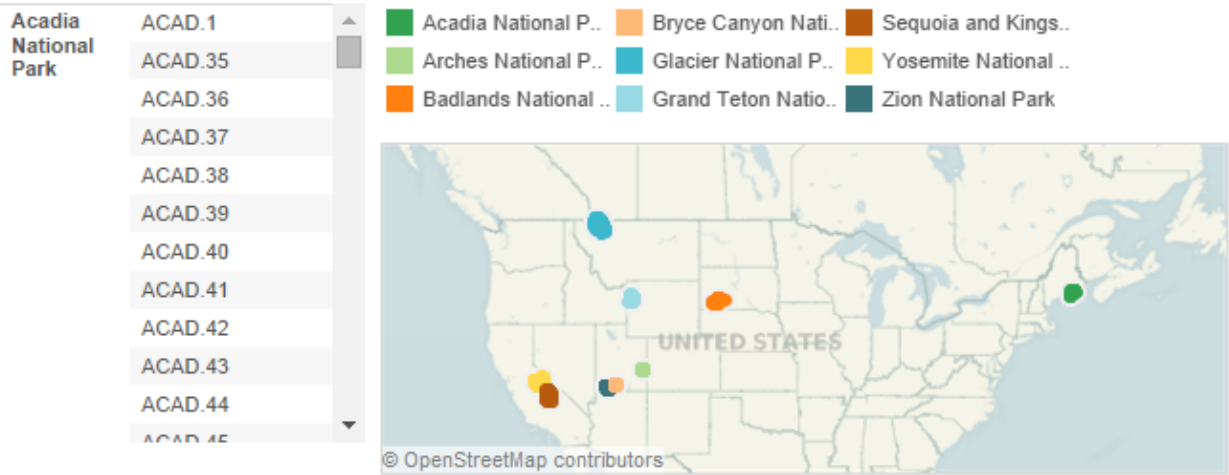 Acadia
National
Park
ACAD.1
ACAD.35
ACAD.36
ACAD.37
ACAD.38
ACAD.39
ACAD.40
ACAD.41
ACAD.42
ACAD.43
ACAD.44
ACAD.45
Acadia National P.. Bryce Canyon Nati.. Sequoia and Kings..
Arches National P.. Glacier National P.. Yosemite National ..
Badlands National .. Grand Teton Natio.. Zion National Park
UNITED STATES
© OpenStreetMap contributors